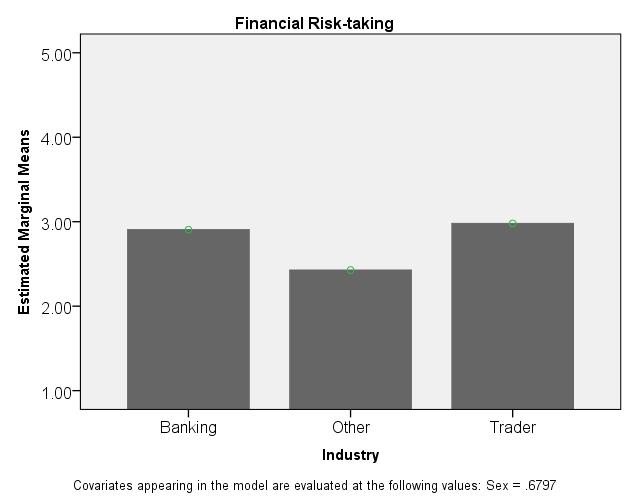 Financial Risk-taking
5.00
4.00
3.00
2.00
1.00
Estimated Marginal Means
Banking
Other
Trader
Industry
Covariates appearing in the model are evaluated at the following values: Sex = .6797